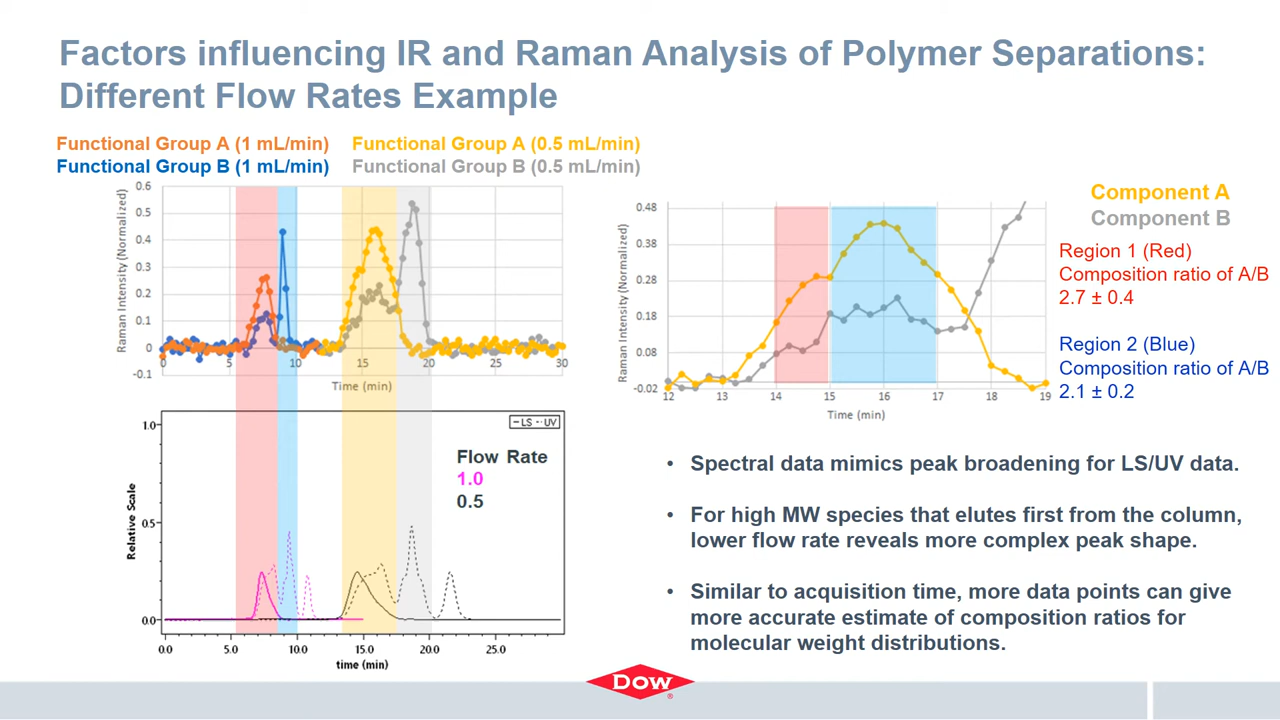 Factors influencing IR and Raman Analysis of Polymer Separations:
Different Flow Rates Example
Functional Group A (1 mL/min)
Functional Group B (1 mL/min)
Functional Group A (0.5 mL/min)
Functional Group B (0.5 mL/min)
Raman Intensity (Normalized)
0.6
0.5
0.4
0.3
0.2
0.1
0
-0.1
0 5 10 15 20 25 30
Time (min)
Raman Intensity (Normalized)
0.48
0.38
0.28
0.18
0.08
-0.02
12 13 14 15 16 17 18 19
Time (min)
Component A
Component B
Region 1 (Red)
Composition ratio of A/B
2.7 ± 0.4
Region 2 (Blue)
Composition ratio of A/B
2.1 ± 0.2
LS UV
Flow Rate
1.0
0.5
Relative Scale
1.0
0.5
0.0
0.0 5.0 10.0 15.0 20.0 25.0
time (min)
• Spectral data mimics peak broadening for LS/UV data.
• For high MW species that elutes first from the column,
lower flow rate reveals more complex peak shape.
• Similar to acquisition time, more data points can give
more accurate estimate of composition ratios for
molecular weight distributions.
Dow
®